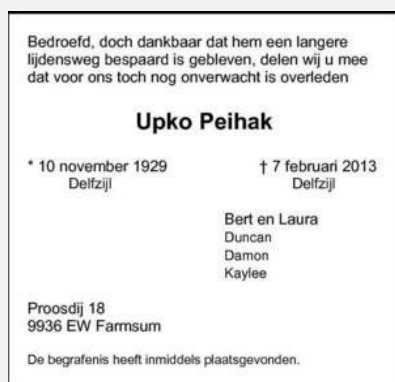 Bedroefd, doch dankbaar dat hem een langere
lijdensweg bespaard is gebleven, delen wij u mee
dat voor ons toch nog onverwacht is overleden
Upko Peihak
* 10 november 1929
Delfzijl
† 7 februari 2013
Delfzijl
Bert en Laura
Duncan
Damon
Kaylee
Proosdij 18
9936 EW Farmsum
De begrafenis heeft inmiddels plaatsgevonden.